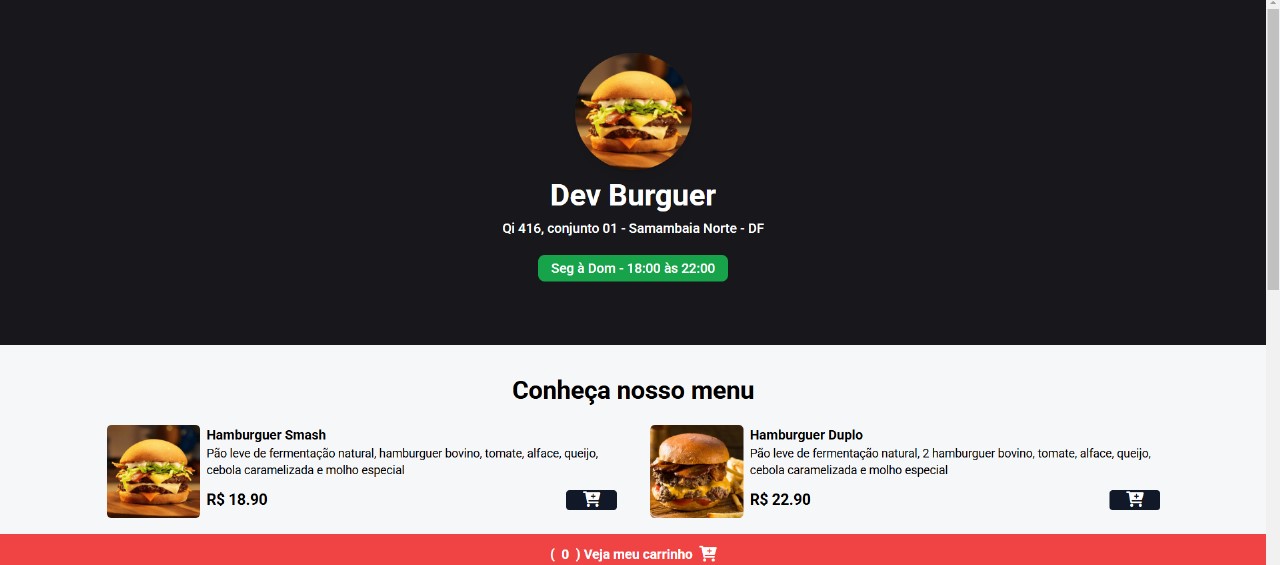 Dev Burguer
Qi 416, conjunto 01 - Samambaia Norte - DF
Seg à Dom - 18:00 às 22:00
Conheça nosso menu
Hamburguer Smash
Pão leve de fermentação natural, hamburguer bovino, tomate, alface, queijo,
cebola caramelizada e molho especial
R$ 18.90
Hamburguer Duplo
Pão leve de fermentação natural, 2 hamburguer bovino, tomate, alface, queijo,
cebola caramelizada e molho especial
R$ 22.90
( 0 ) Veja meu carrinho